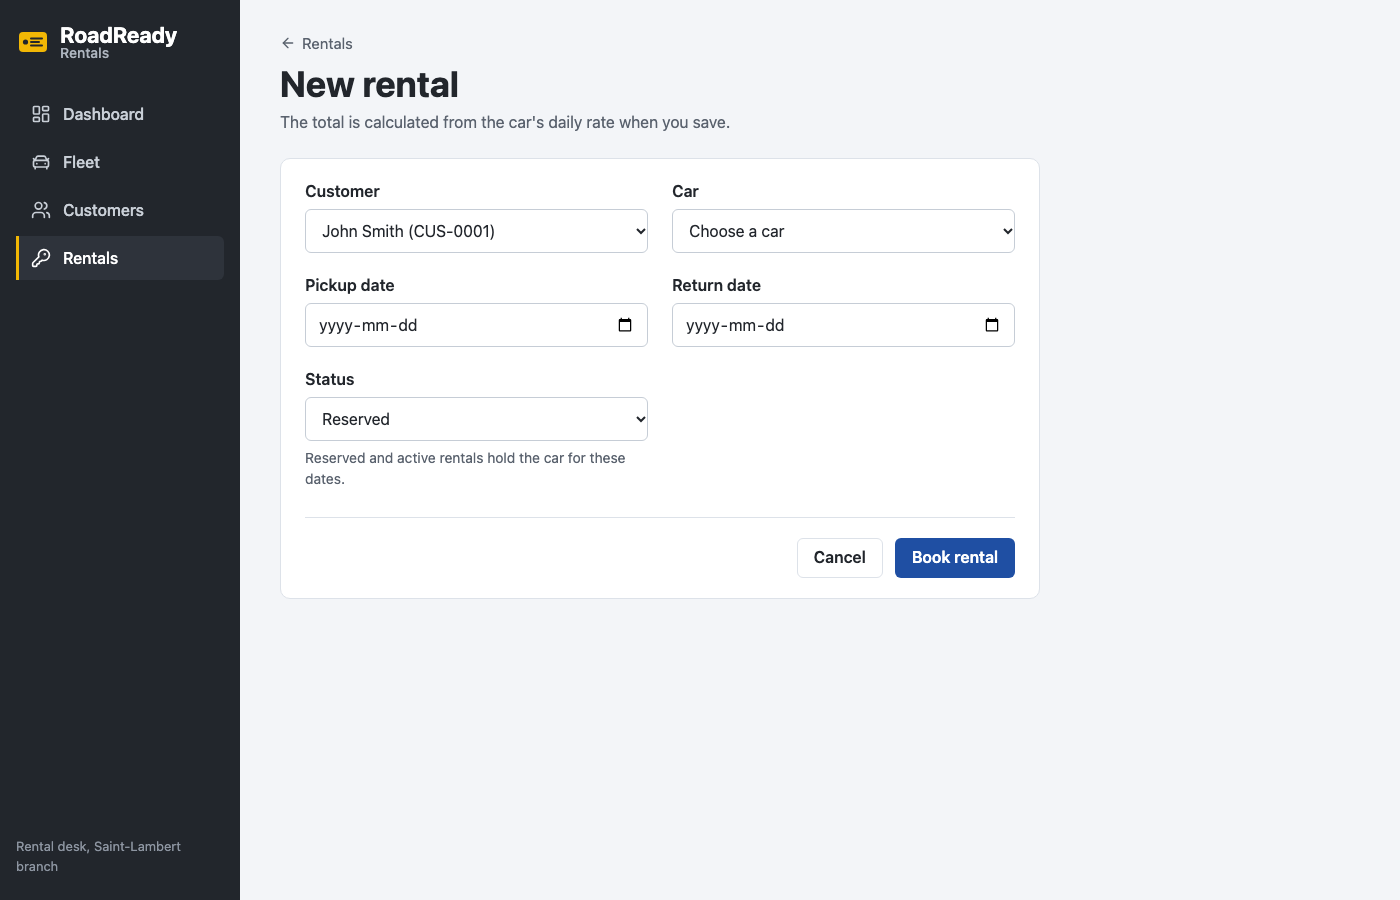 RoadReady
Rentals
Dashboard
Fleet
Customers
Rentals
Rental desk, Saint-Lambert
branch
Rentals
New rental
The total is calculated from the car's daily rate when you save.
Customer
John Smith (CUS-0001)
Car
Choose a car
Pickup date
yyyy-mm-dd
Return date
yyyy-mm-dd
Status
Reserved
Reserved and active rentals hold the car for these
dates.
Cancel
Book rental